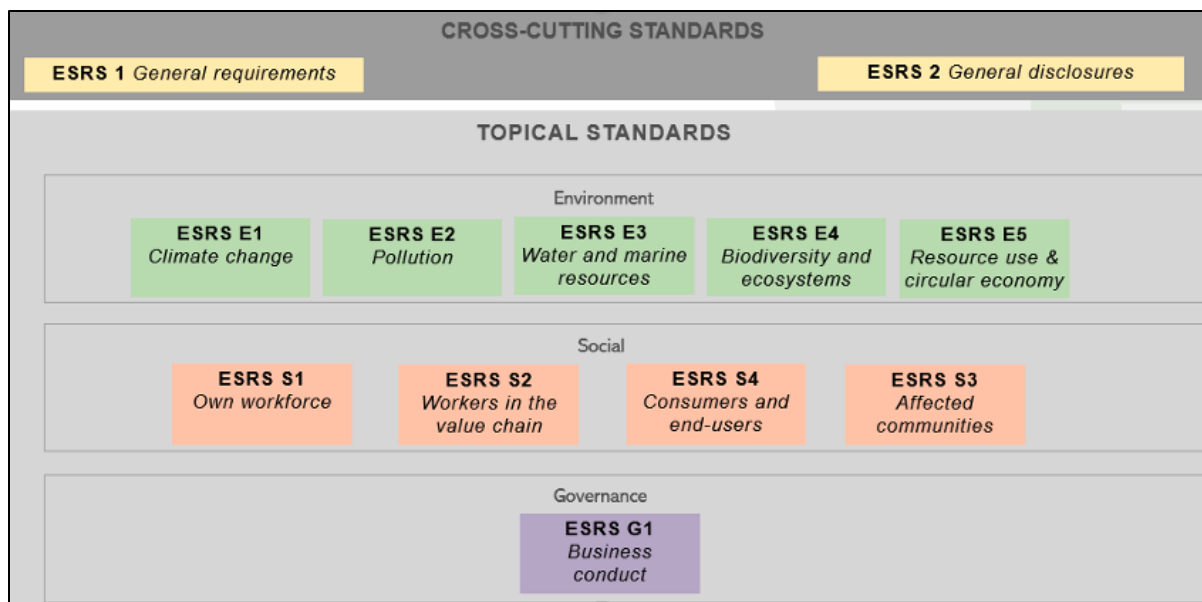 CROSS-CUTTING STANDARDS
ESRS 1 General requirements
ESRS 2 General disclosures
TOPICAL STANDARDS
Environment
ESRS E1
Climate change
ESRS E2
Pollution
ESRS E3
Water and marine
resources
ESRS E4
Biodiversity and
ecosystems
ESRS E5
Resource use &
circular economy
Social
ESRS S1
Own workforce
ESRS S2
Workers in the
value chain
ESRS S4
Consumers and
end-users
ESRS S3
Affected
communities
Governance
ESRS G1
Business
conduct